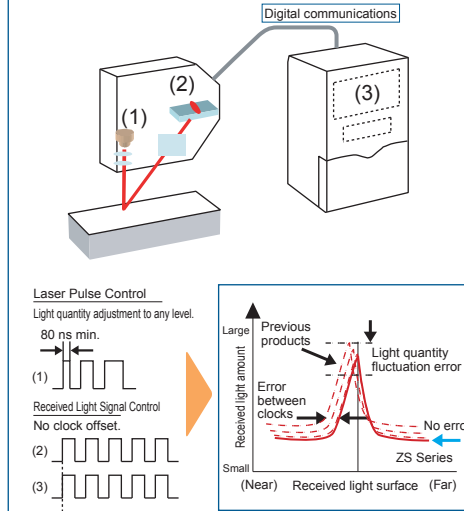 Digital communications
(1)
(2)
(3)
Laser Pulse Control
Light quantity adjustment to any level.
80 ns min.
(1)
Received Light Signal Control
No clock offset.
(2)
(3)
Large
Received light amount
Small
Previous
products
Error
between
clocks
Light quantity
fluctuation error
No erro
ZS Series
(Near)
Received light surface
(Far)